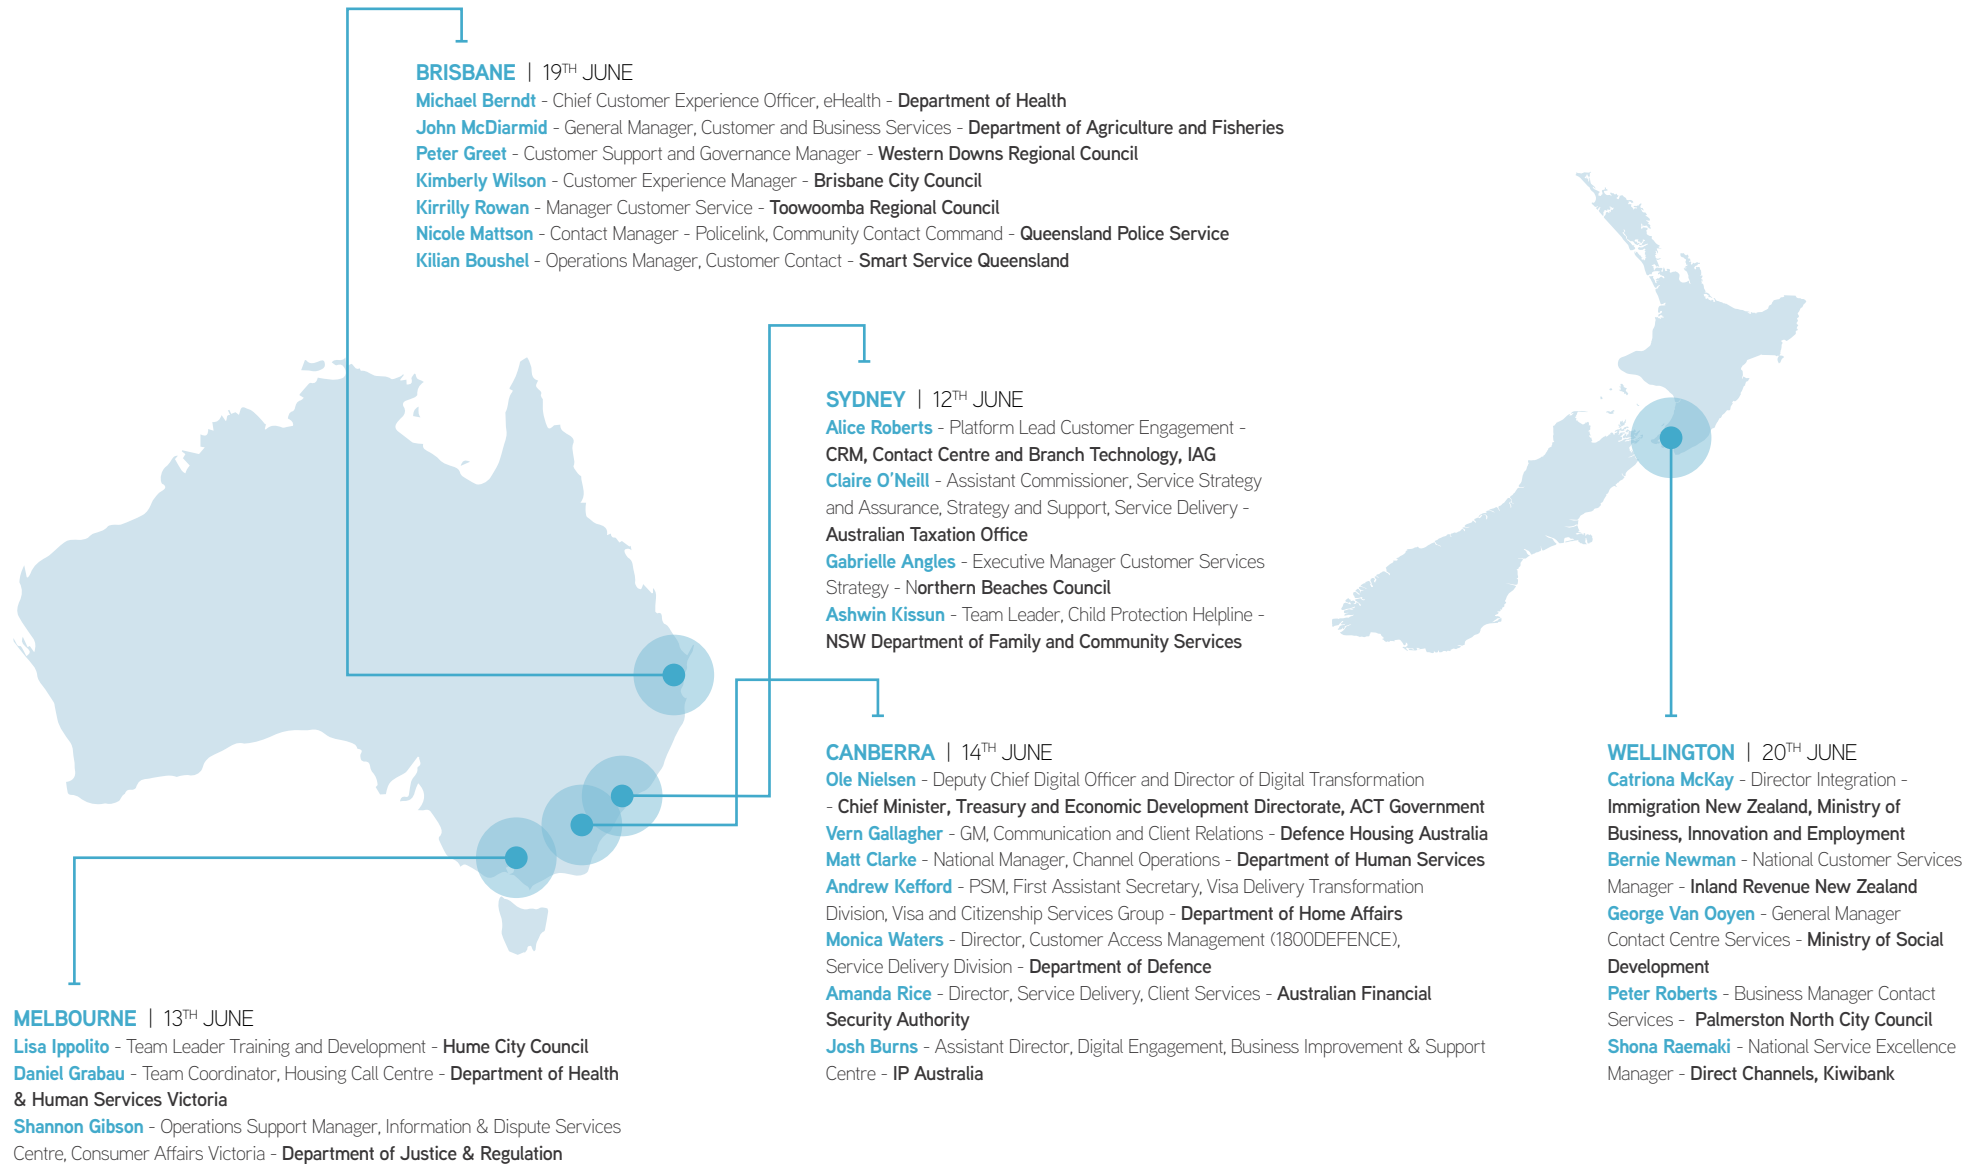 BRISBANE | 19TH JUNE
Michael Berndt - Chief Customer Experience Officer, eHealth - Department of Health
John McDiarmid - General Manager, Customer and Business Services - Department of Agriculture and Fisheries
Peter Greet - Customer Support and Governance Manager - Western Downs Regional Council
Kimberly Wilson - Customer Experience Manager - Brisbane City Council
Kirrilly Rowan - Manager Customer Service - Toowoomba Regional Council
Nicole Mattson - Contact Manager - Policelink, Community Contact Command - Queensland Police Service
Kilian Boushel - Operations Manager, Customer Contact - Smart Service Queensland
SYDNEY | 12TH JUNE
Alice Roberts - Platform Lead Customer Engagement -
CRM, Contact Centre and Branch Technology, IAG
Claire O'Neill - Assistant Commissioner, Service Strategy
and Assurance, Strategy and Support, Service Delivery -
Australian Taxation Office
Gabrielle Angles - Executive Manager Customer Services
Strategy - Northern Beaches Council
Ashwin Kissun - Team Leader, Child Protection Helpline -
NSW Department of Family and Community Services
CANBERRA | 14TH JUNE
Ole Nielsen - Deputy Chief Digital Officer and Director of Digital Transformation
- Chief Minister, Treasury and Economic Development Directorate, ACT Government
Vern Gallagher - GM, Communication and Client Relations - Defence Housing Australia
Matt Clarke - National Manager, Channel Operations - Department of Human Services
Andrew Kefford - PSM, First Assistant Secretary, Visa Delivery Transformation
Division, Visa and Citizenship Services Group - Department of Home Affairs
Monica Waters - Director, Customer Access Management (1800DEFENCE),
Service Delivery Division - Department of Defence
Amanda Rice - Director, Service Delivery, Client Services - Australian Financial
Security Authority
Josh Burns - Assistant Director, Digital Engagement, Business Improvement & Support
Centre - IP Australia
WELLINGTON | 20TH JUNE
Catriona McKay - Director Integration -
Immigration New Zealand, Ministry of
Business, Innovation and Employment
Bernie Newman - National Customer Services
Manager - Inland Revenue New Zealand
George Van Ooyen - General Manager
Contact Centre Services - Ministry of Social
Development
Peter Roberts - Business Manager Contact
Services - Palmerston North City Council
Shona Raemaki - National Service Excellence
Manager - Direct Channels, Kiwibank
MELBOURNE | 13TH JUNE
Lisa Ippolito - Team Leader Training and Development - Hume City Council
Daniel Grabau - Team Coordinator, Housing Call Centre - Department of Health
& Human Services Victoria
Shannon Gibson - Operations Support Manager, Information & Dispute Services
Centre, Consumer Affairs Victoria - Department of Justice & Regulation